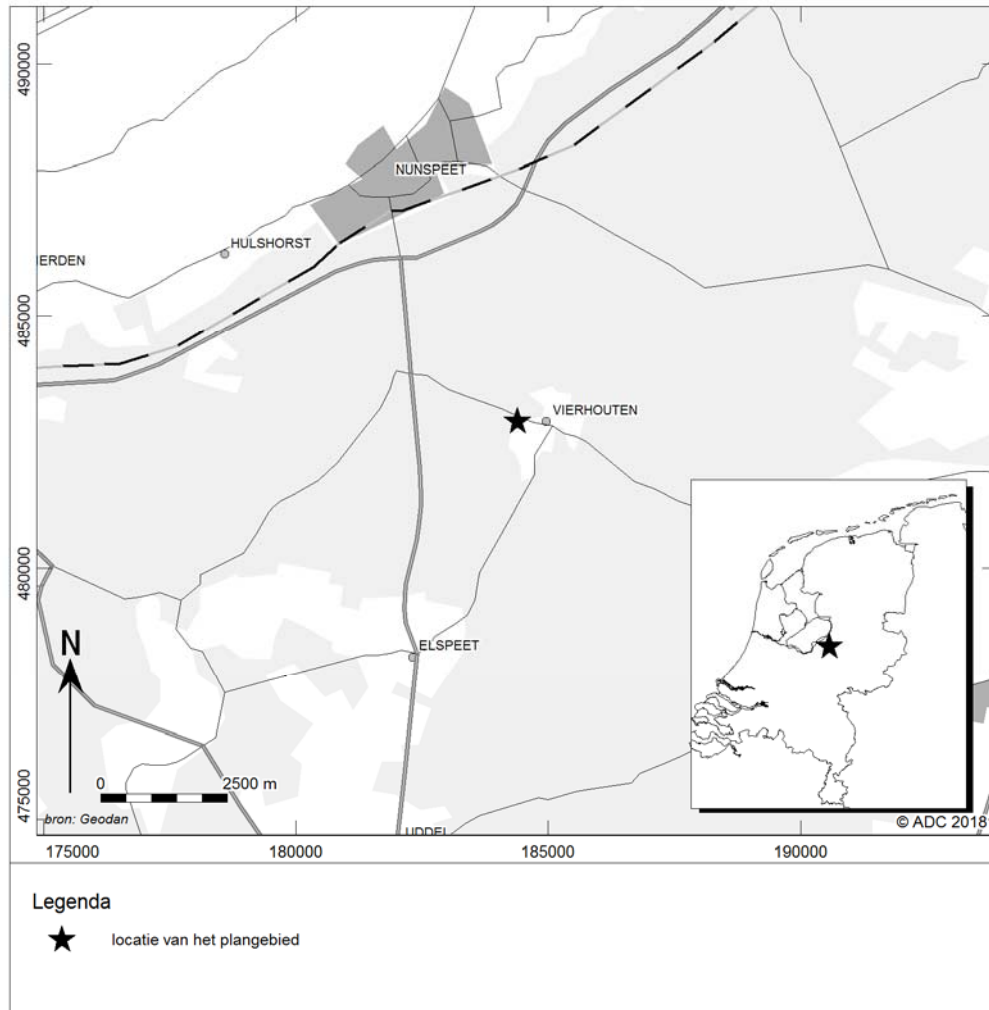 490000
485000
480000
475000
NUNSPEET
HULSHORST
IERDEN
VIERHOUTEN
ELSPEET
N
0 2500 m
bron: Geodan
UDDEL
© ADC 2018
175000 180000 185000 190000
Legenda
locatie van het plangebied